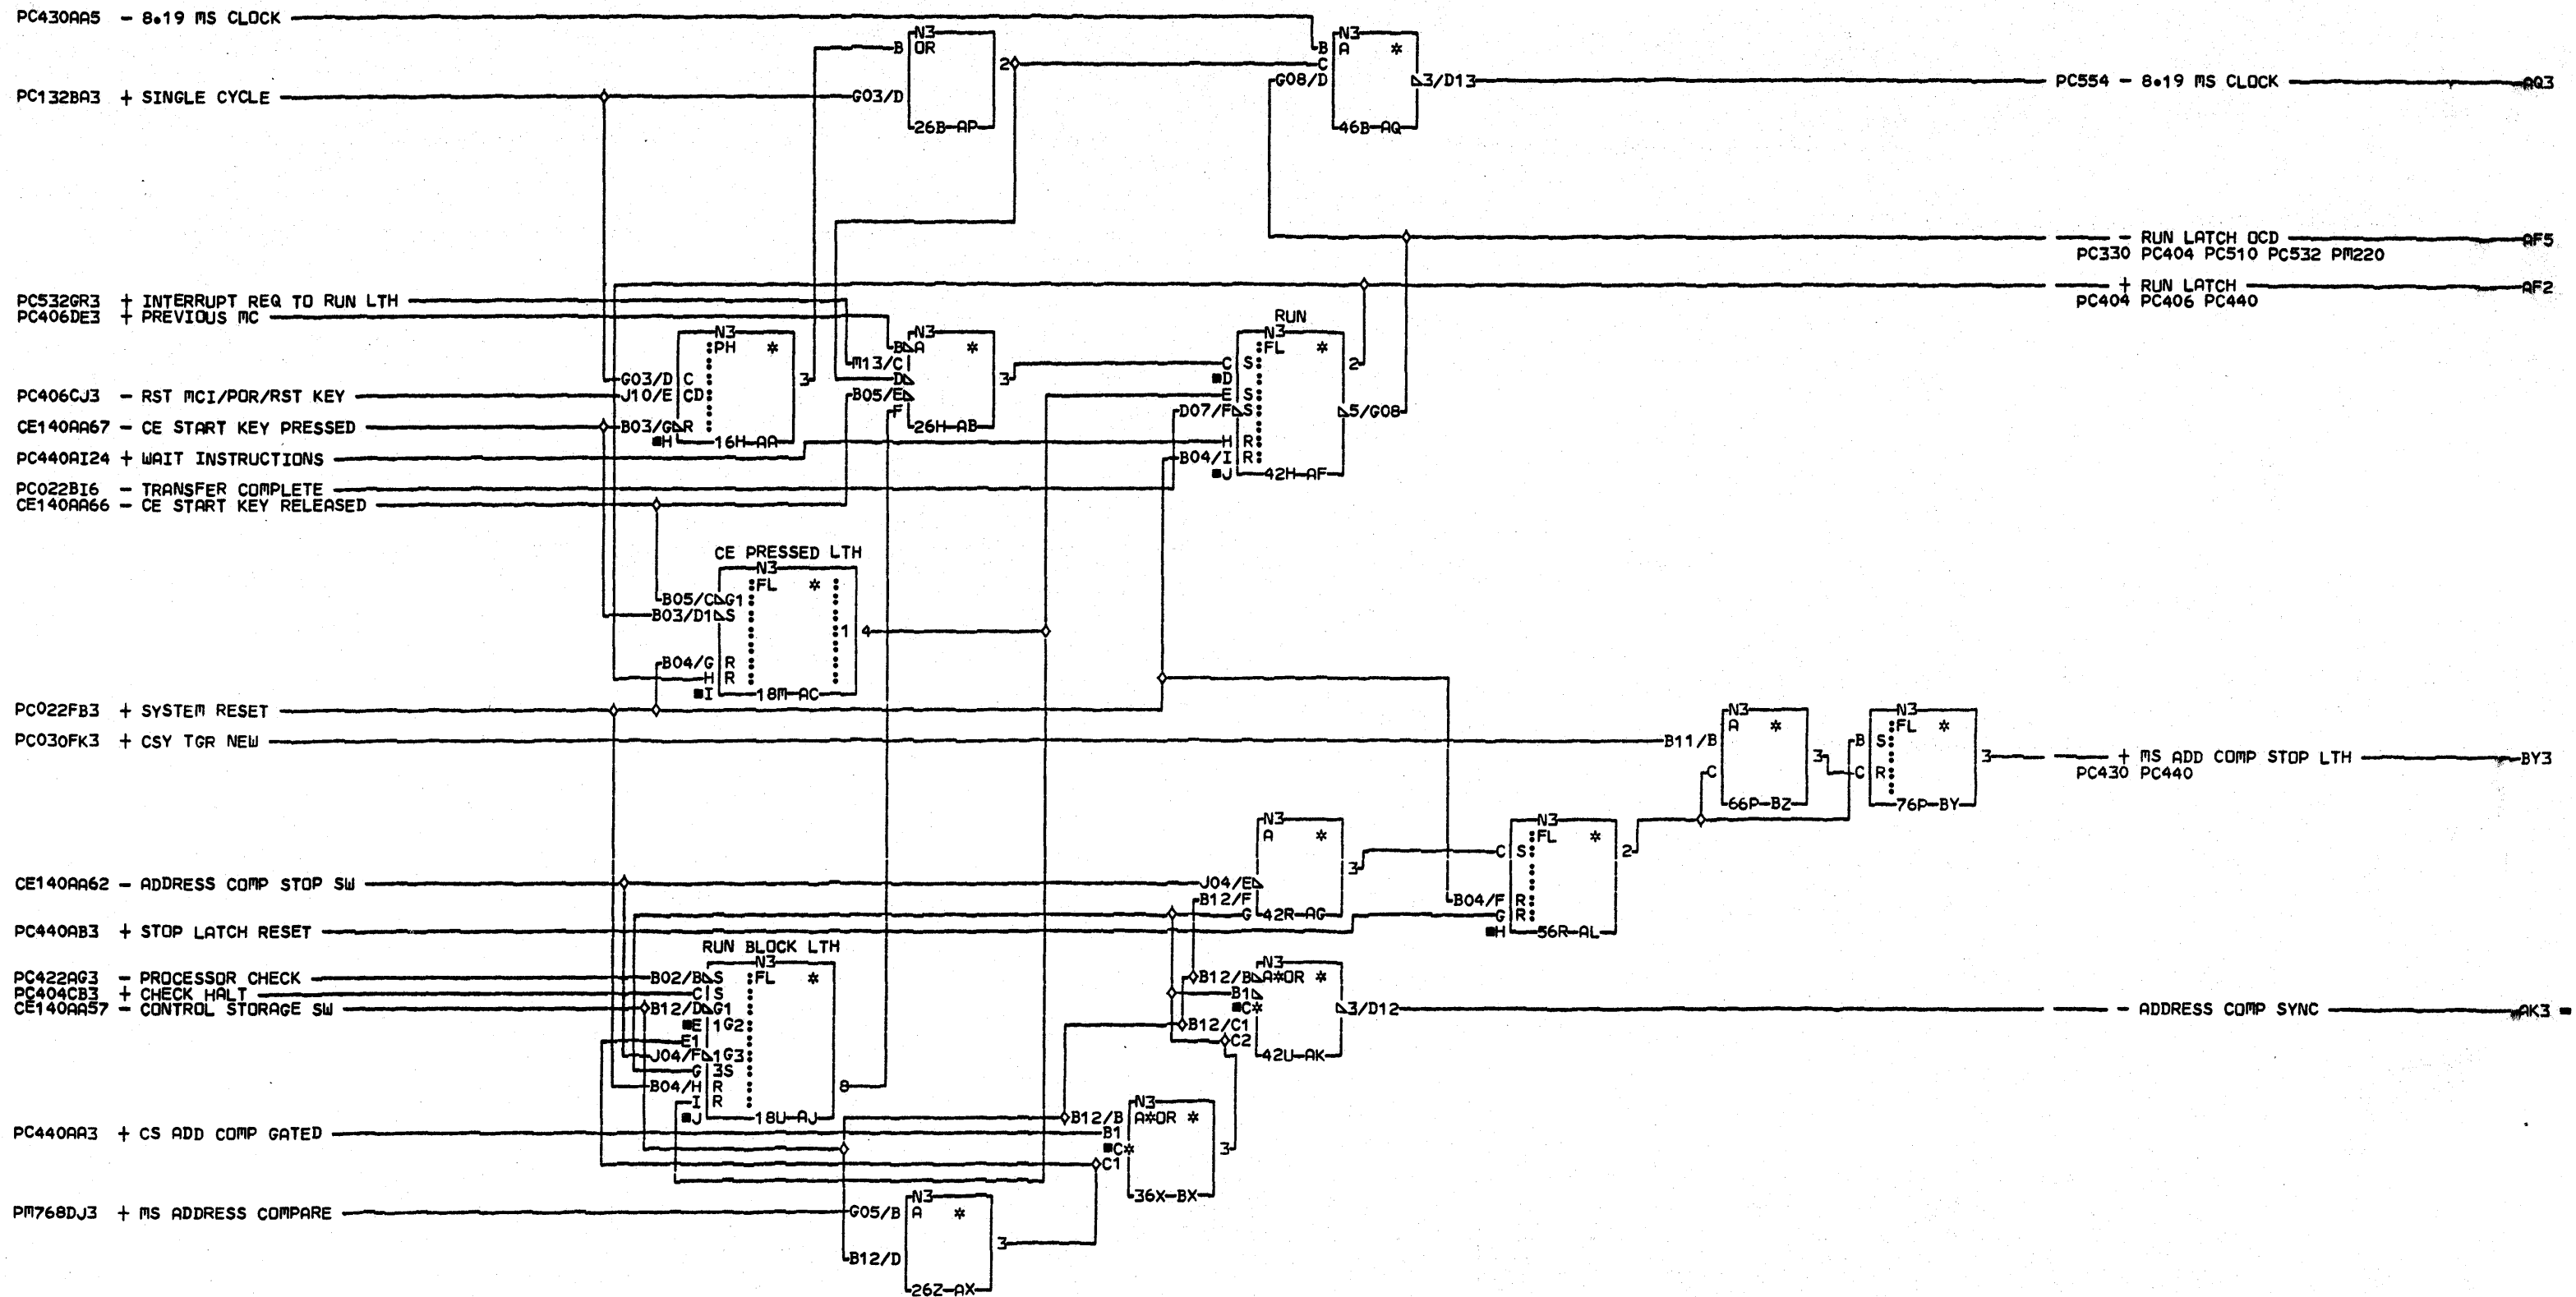 PC430AA5 - 8.19 MS CLOCK
N3
B OR
2
G03/D
26B-AP
N3
B A *
C
G08/D
3/D13
46B-AQ
PC554 - 8.19 MS CLOCK AQ3
PC132BA3 + SINGLE CYCLE
- RUN LATCH OCD AF5
PC330 PC404 PC510 PC532 PM220
+ RUN LATCH AF2
PC404 PC406 PC440
PC532GR3 + INTERRUPT REQ TO RUN LTH
PC406DE3 + PREVIOUS MC
PC406CJ3 - RST MCI/POR/RST KEY
CE140AA67 - CE START KEY PRESSED
PC440AI24 + WAIT INSTRUCTIONS
PC022BI6 - TRANSFER COMPLETE
CE140AA66 - CE START KEY RELEASED
N3
PH *
G03/D C
3
J10/E CD
B03/G R
H
16H-AA
N3
B A *
M13/C
D
3
B05/E
F
26H-AB
RUN
N3
FL *
C S
2
D
E S
D07/F S
5/G08
H R
B04/I R
J
42H-AF
CE PRESSED LTH
N3
FL *
B05/C G1
B03/D1 S
1 4
B04/G R
H R
I
18M-AC
PC022FB3 + SYSTEM RESET
PC030FK3 + CSY TGR NEW
N3
A *
B11/B
3
C
66P-BZ
N3
FL *
B S
3
C R
76P-BY
+ MS ADD COMP STOP LTH BY3
PC430 PC440
N3
A *
3
J04/E
B12/F
G
42R-AG
N3
FL *
C S
2
B04/F R
G R
H
56R-AL
CE140AA62 - ADDRESS COMP STOP SW
PC440AB3 + STOP LATCH RESET
PC422AG3 - PROCESSOR CHECK
PC404CB3 + CHECK HALT
CE140AA57 - CONTROL STORAGE SW
RUN BLOCK LTH
N3
FL *
B02/B S
C S
B12/D G1
E 1G2
E1
J04/F 1G3
G 3S
B04/H R
8
I R
J
18U-AJ
N3
B12/B A*OR *
B1
C*
3/D12
B12/C1
C2
42U-AK
- ADDRESS COMP SYNC AK3
N3
B12/B A*OR *
B1
C*
3
C1
36X-BX
PC440AA3 + CS ADD COMP GATED
PM768DJ3 + MS ADDRESS COMPARE
N3
G05/B A *
3
B12/D
26Z-AX